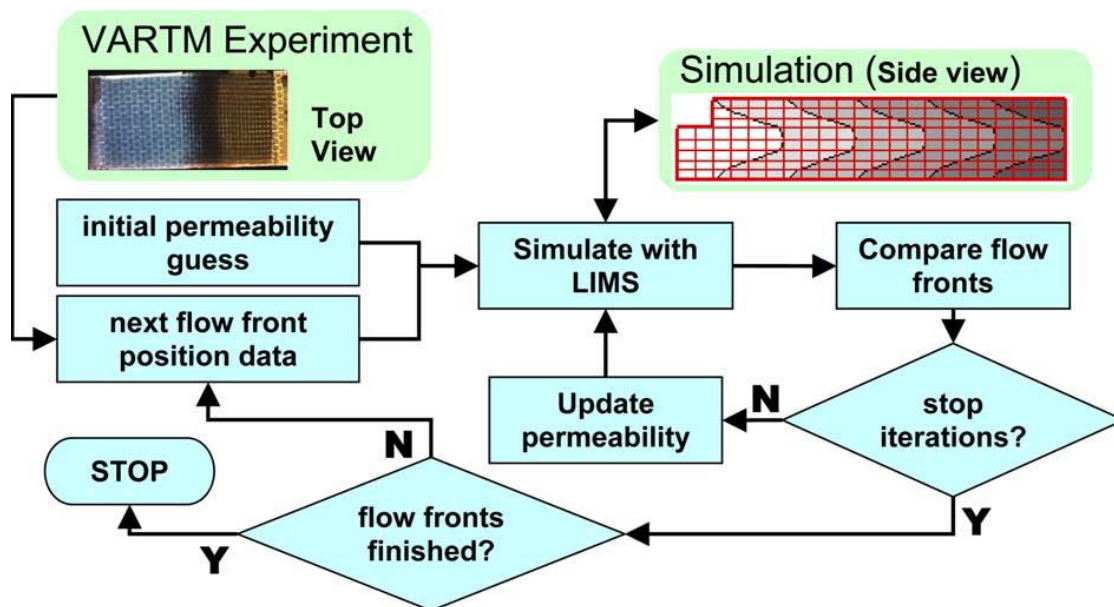 VARTM Experiment
Top
View
Simulation (Side view)
initial permeability
guess
Simulate with
LIMS
Compare flow
fronts
next flow front
position data
Update
permeability
N
stop
iterations?
N
STOP
Y
flow fronts
finished?
Y